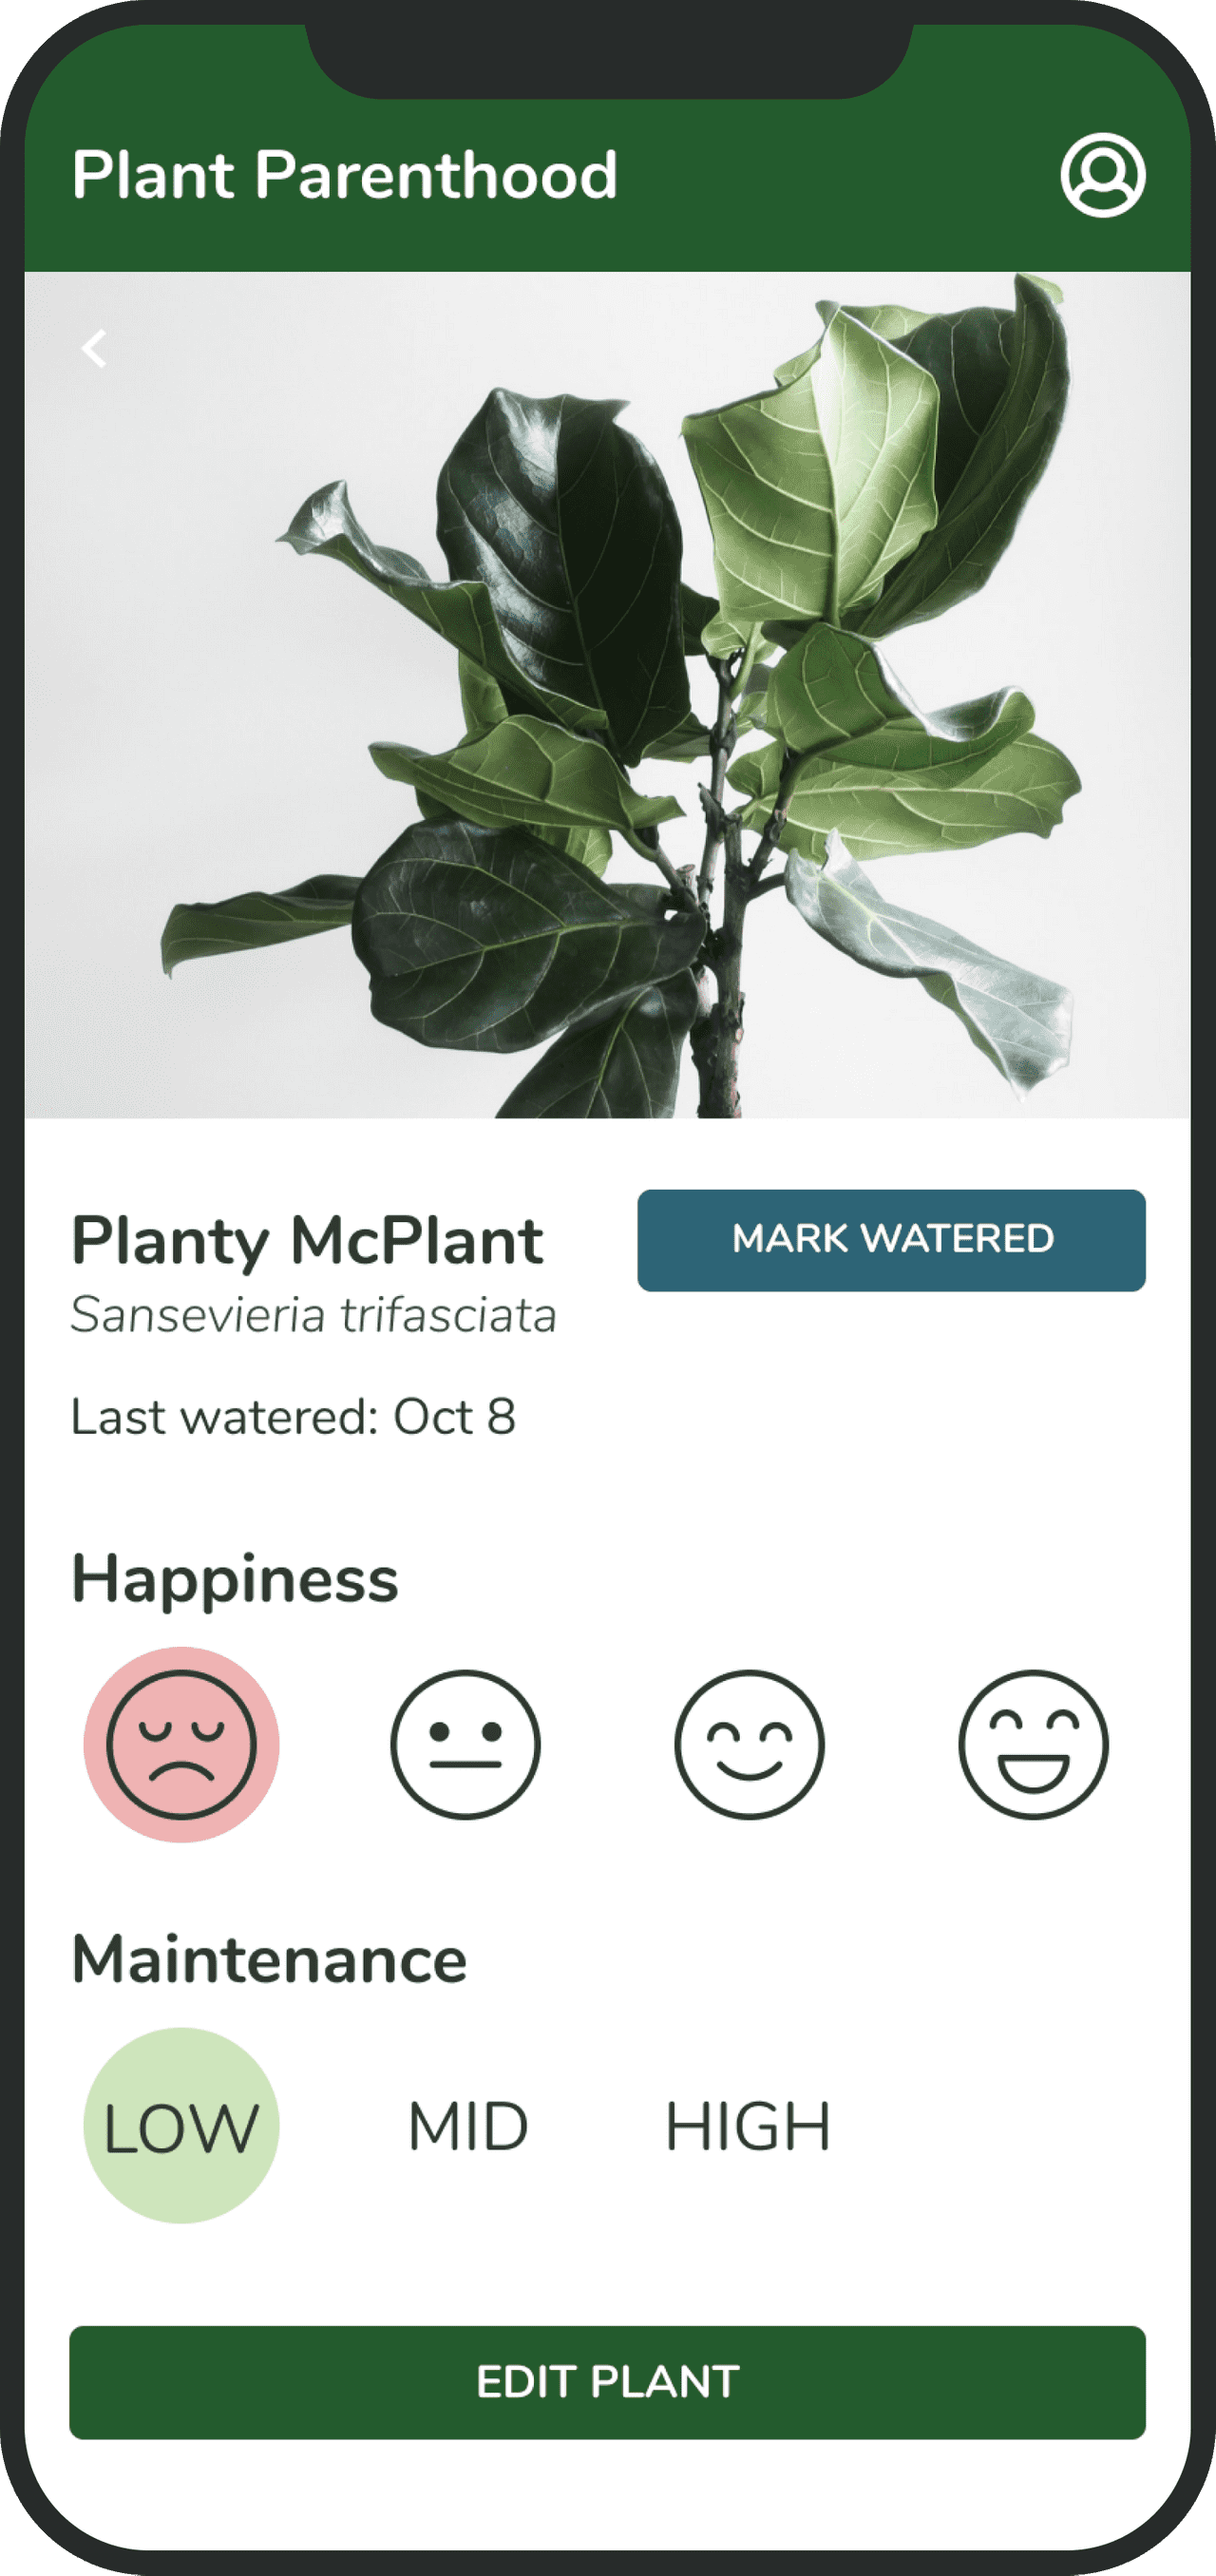 Plant Parenthood
Planty McPlant
MARK WATERED
Sansevieria trifasciata
Last watered: Oct 8
Happiness
Maintenance
LOW MID HIGH
EDIT PLANT